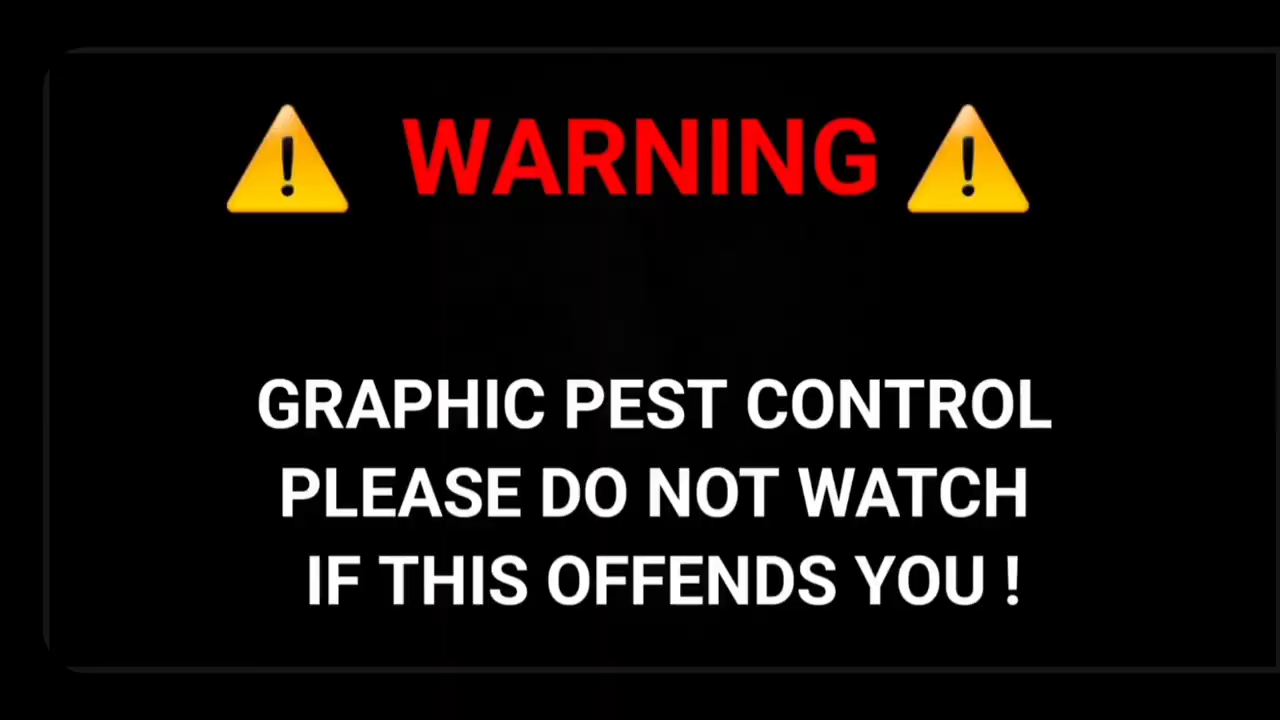 ⚠️ WARNING ⚠️
GRAPHIC PEST CONTROL
PLEASE DO NOT WATCH
IF THIS OFFENDS YOU !